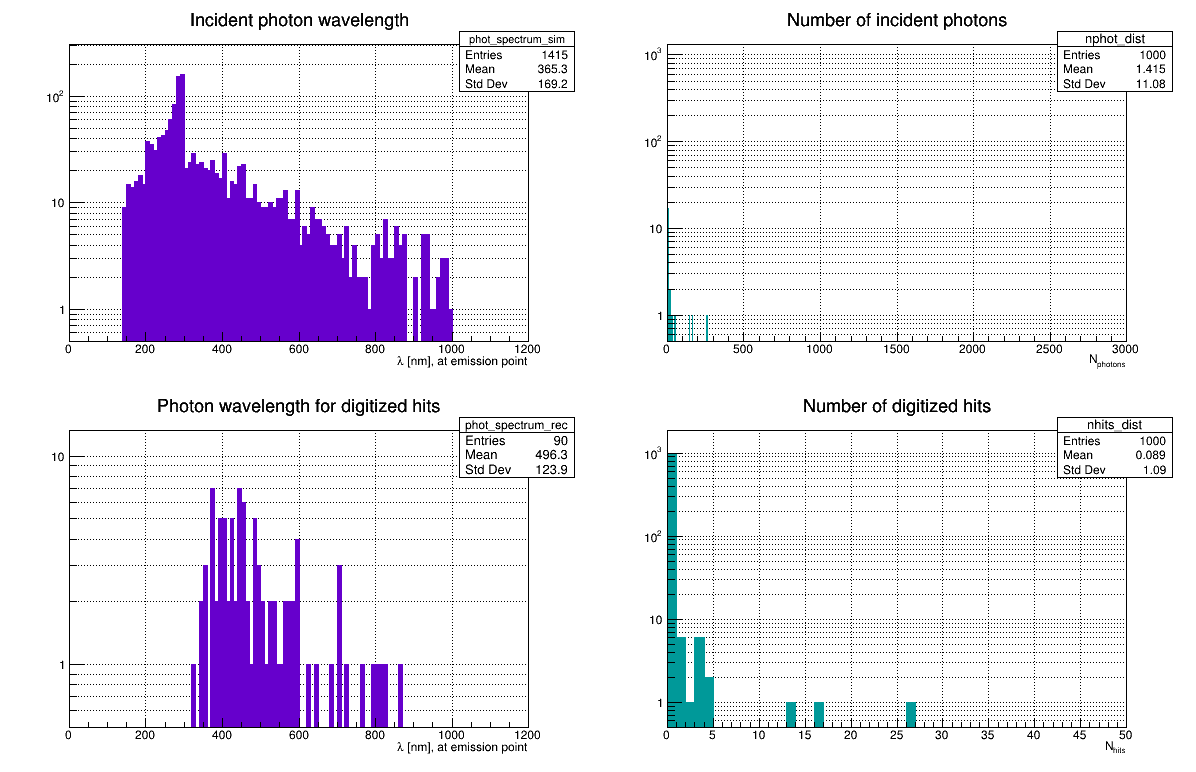 Incident photon wavelength
phot_spectrum_sim
Entries 1415
Mean 365.3
Std Dev 169.2
10²
10
1
0 200 400 600 800 1000 1200
λ [nm], at emission point
Number of incident photons
nphot_dist
Entries 1000
Mean 1.415
Std Dev 11.08
10³
10²
10
1
0 500 1000 1500 2000 2500 3000
Nphotons
Photon wavelength for digitized hits
phot_spectrum_rec
Entries 90
Mean 496.3
Std Dev 123.9
10
1
0 200 400 600 800 1000 1200
λ [nm], at emission point
Number of digitized hits
nhits_dist
Entries 1000
Mean 0.089
Std Dev 1.09
10³
10²
10
1
0 5 10 15 20 25 30 35 40 45 50
Nhits